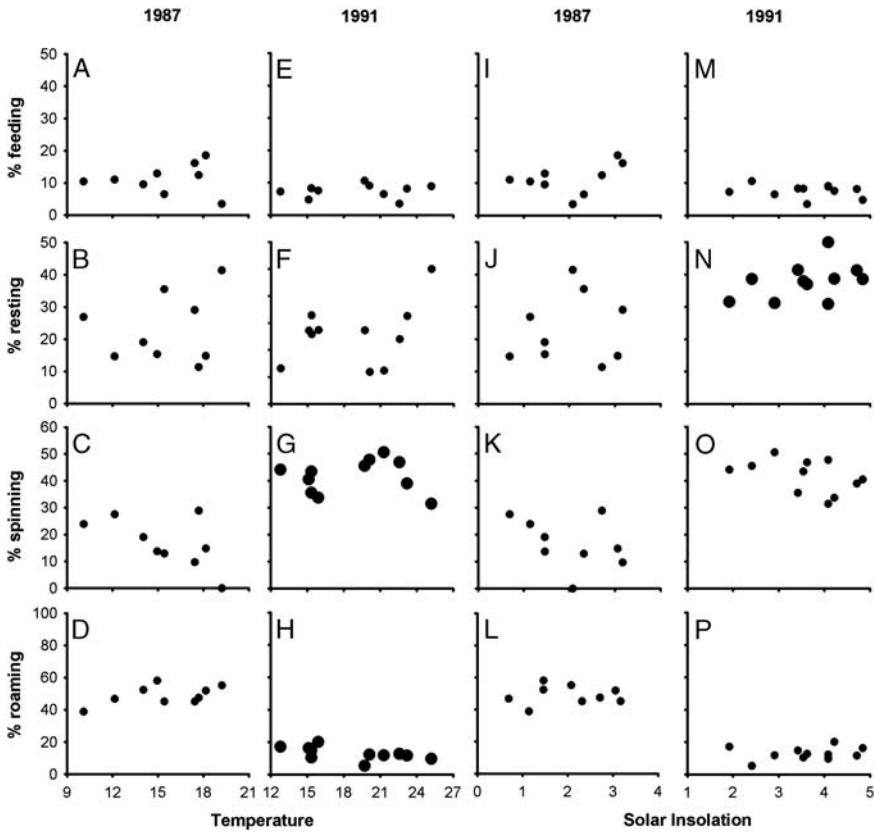 1987 1991 1987 1991
50 A E I M
40
30
% feeding
20
10
0
50 B F J N
40
30
% resting
20
10
0
60 C G K O
50
40
% spinning
30
20
10
0
100 D H L P
80
60
% roaming
40
20
0
9 12 15 18 21 12 15 18 21 24 27 0 1 2 3 4 1 2 3 4 5
Temperature Solar Insolation